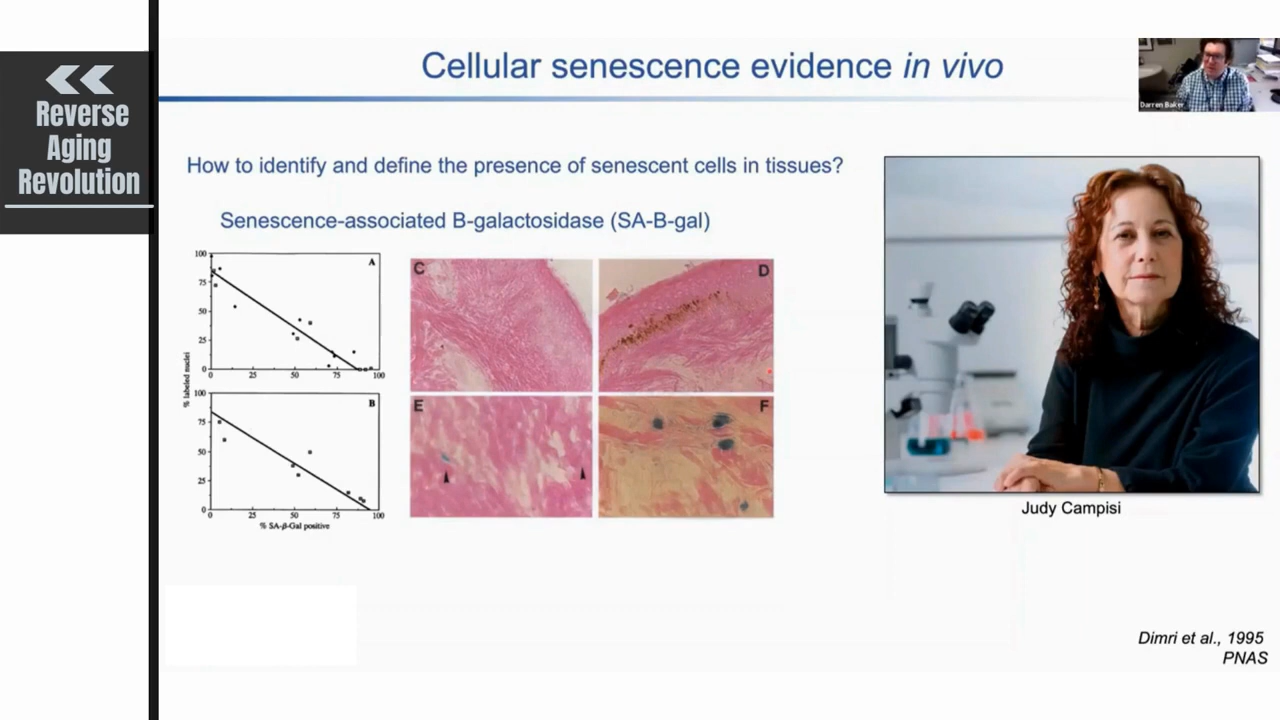 Reverse
Aging
Revolution
Cellular senescence evidence in vivo
Darren Baker
How to identify and define the presence of senescent cells in tissues?
Senescence-associated B-galactosidase (SA-B-gal)
100
75
50
25
0
0 25 50 75 100
A
% labeled nuclei
100
75
50
25
0
0 25 50 75 100
B
% SA-β-Gal positive
C
D
E
F
Judy Campisi
Dimri et al., 1995
PNAS